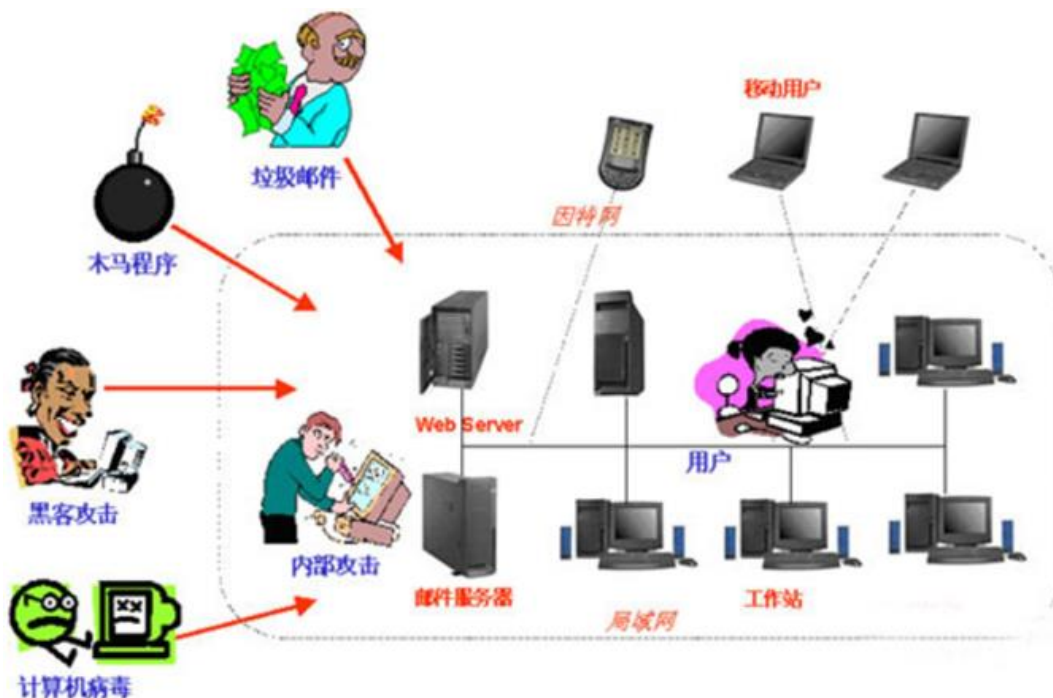 移动用户
垃圾邮件
因特网
木马程序
Web Server
用户
黑客攻击
内部攻击
邮件服务器
工作站
局域网
计算机病毒